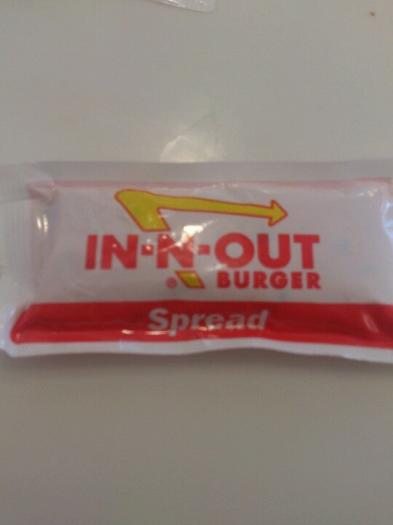 IN-N-OUT
® BURGER
Spread